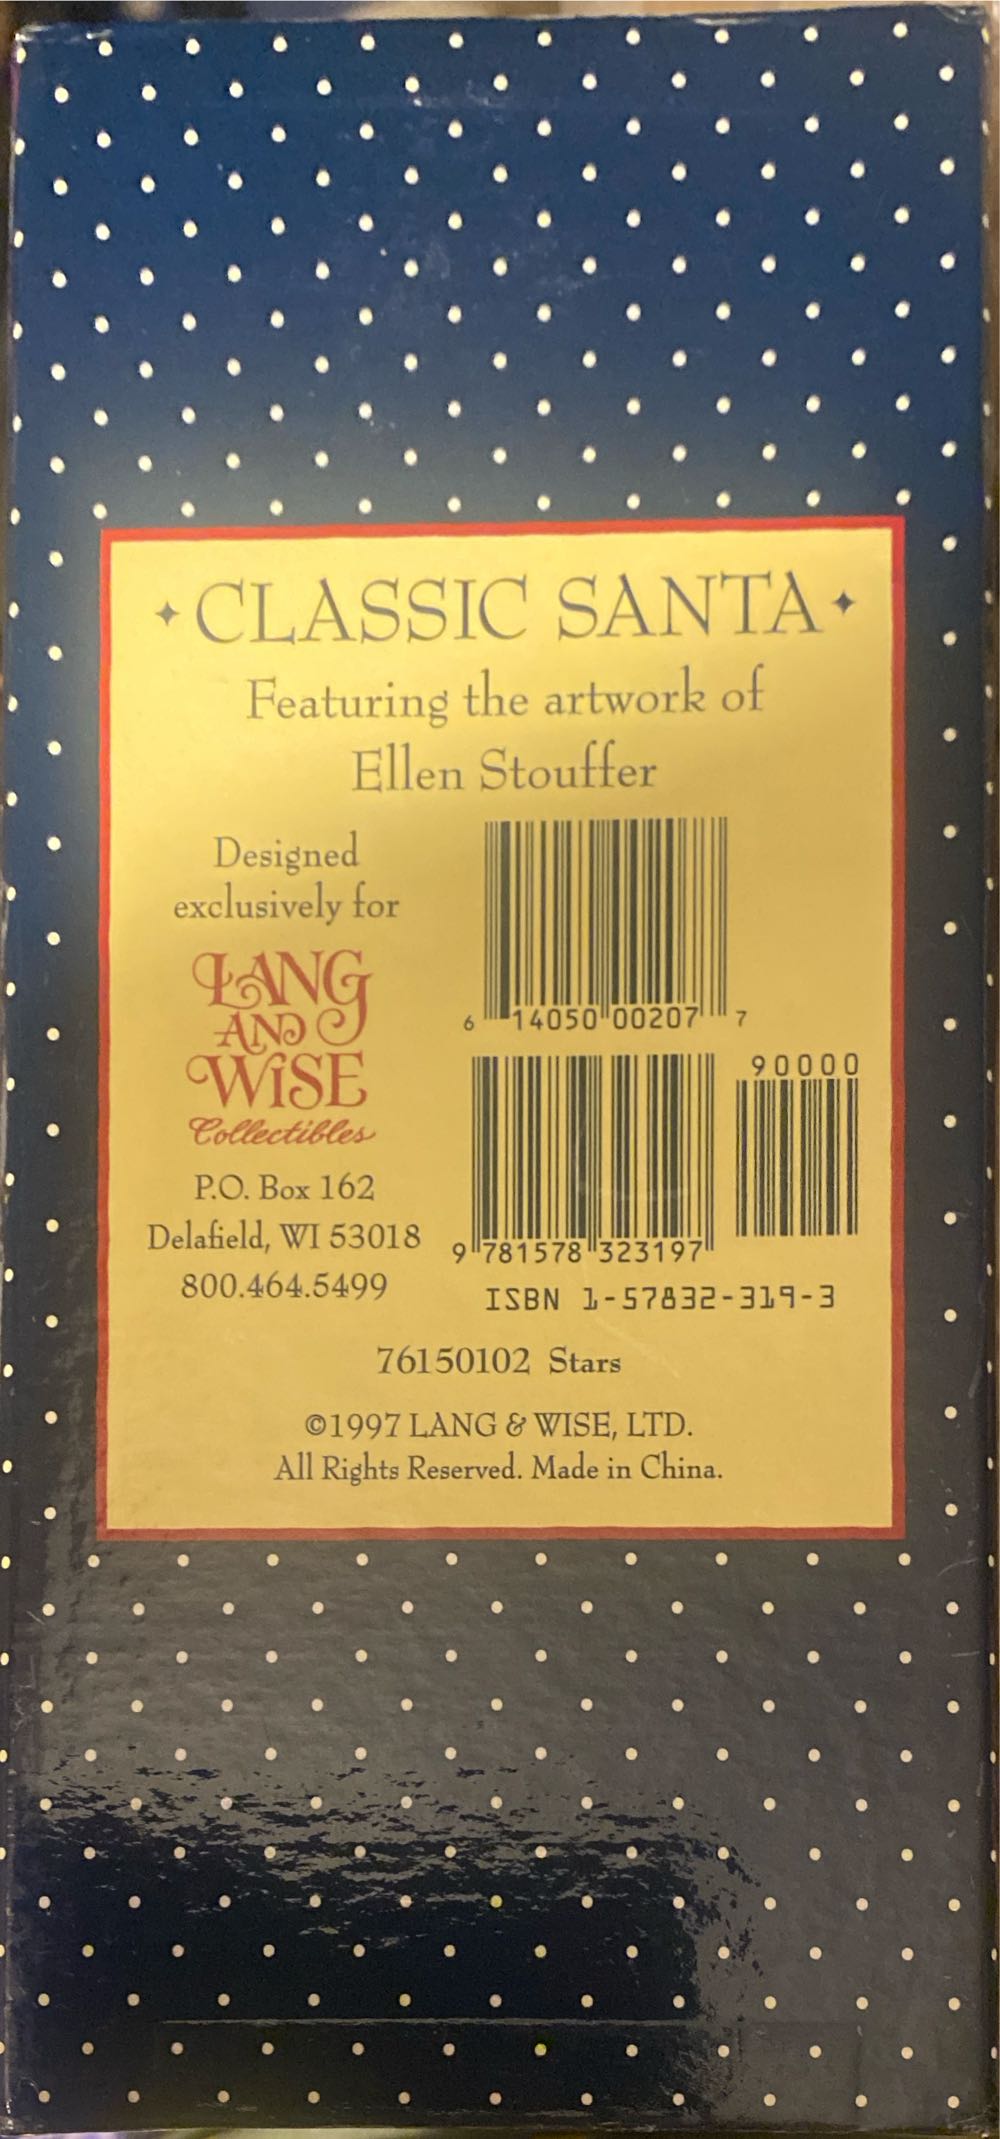 CLASSIC SANTA
Featuring the artwork of
Ellen Stouffer
Designed
exclusively for
LANG
AND
WISE
Collectibles
P.O. Box 162
Delafield, WI 53018
800.464.5499
6 14050 00207 7
90000
9 781578 323197
ISBN 1-57832-319-3
76150102 Stars
©1997 LANG & WISE, LTD.
All Rights Reserved. Made in China.